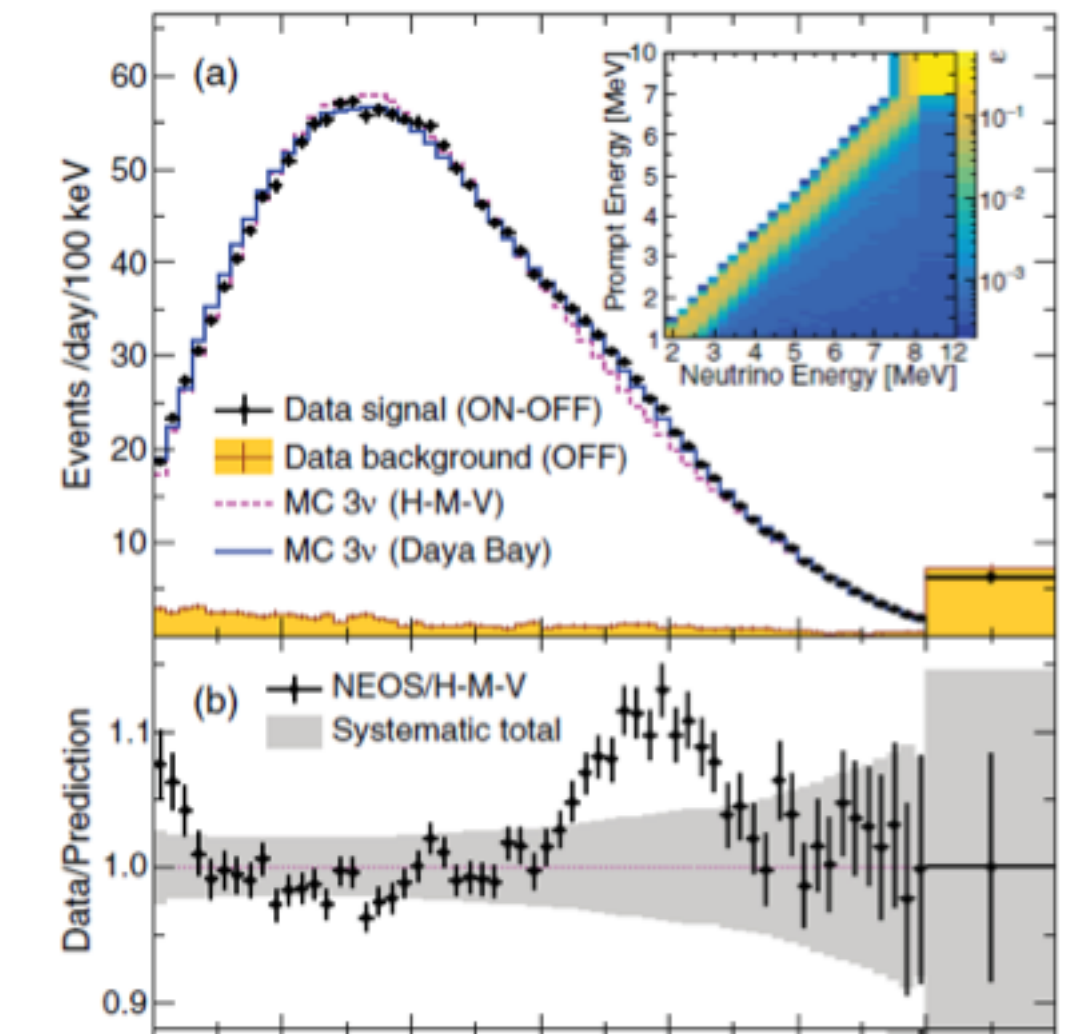 (a)
Events /day/100 keV
60
50
40
30
20
10
Data signal (ON-OFF)
Data background (OFF)
MC 3ν (H-M-V)
MC 3ν (Daya Bay)
Prompt Energy [MeV]
10
7
6
5
4
3
2
1
2 3 4 5 6 7 8 12
Neutrino Energy [MeV]
10⁻¹
10⁻²
10⁻³
(b)
NEOS/H-M-V
Systematic total
Data/Prediction
1.1
1.0
0.9